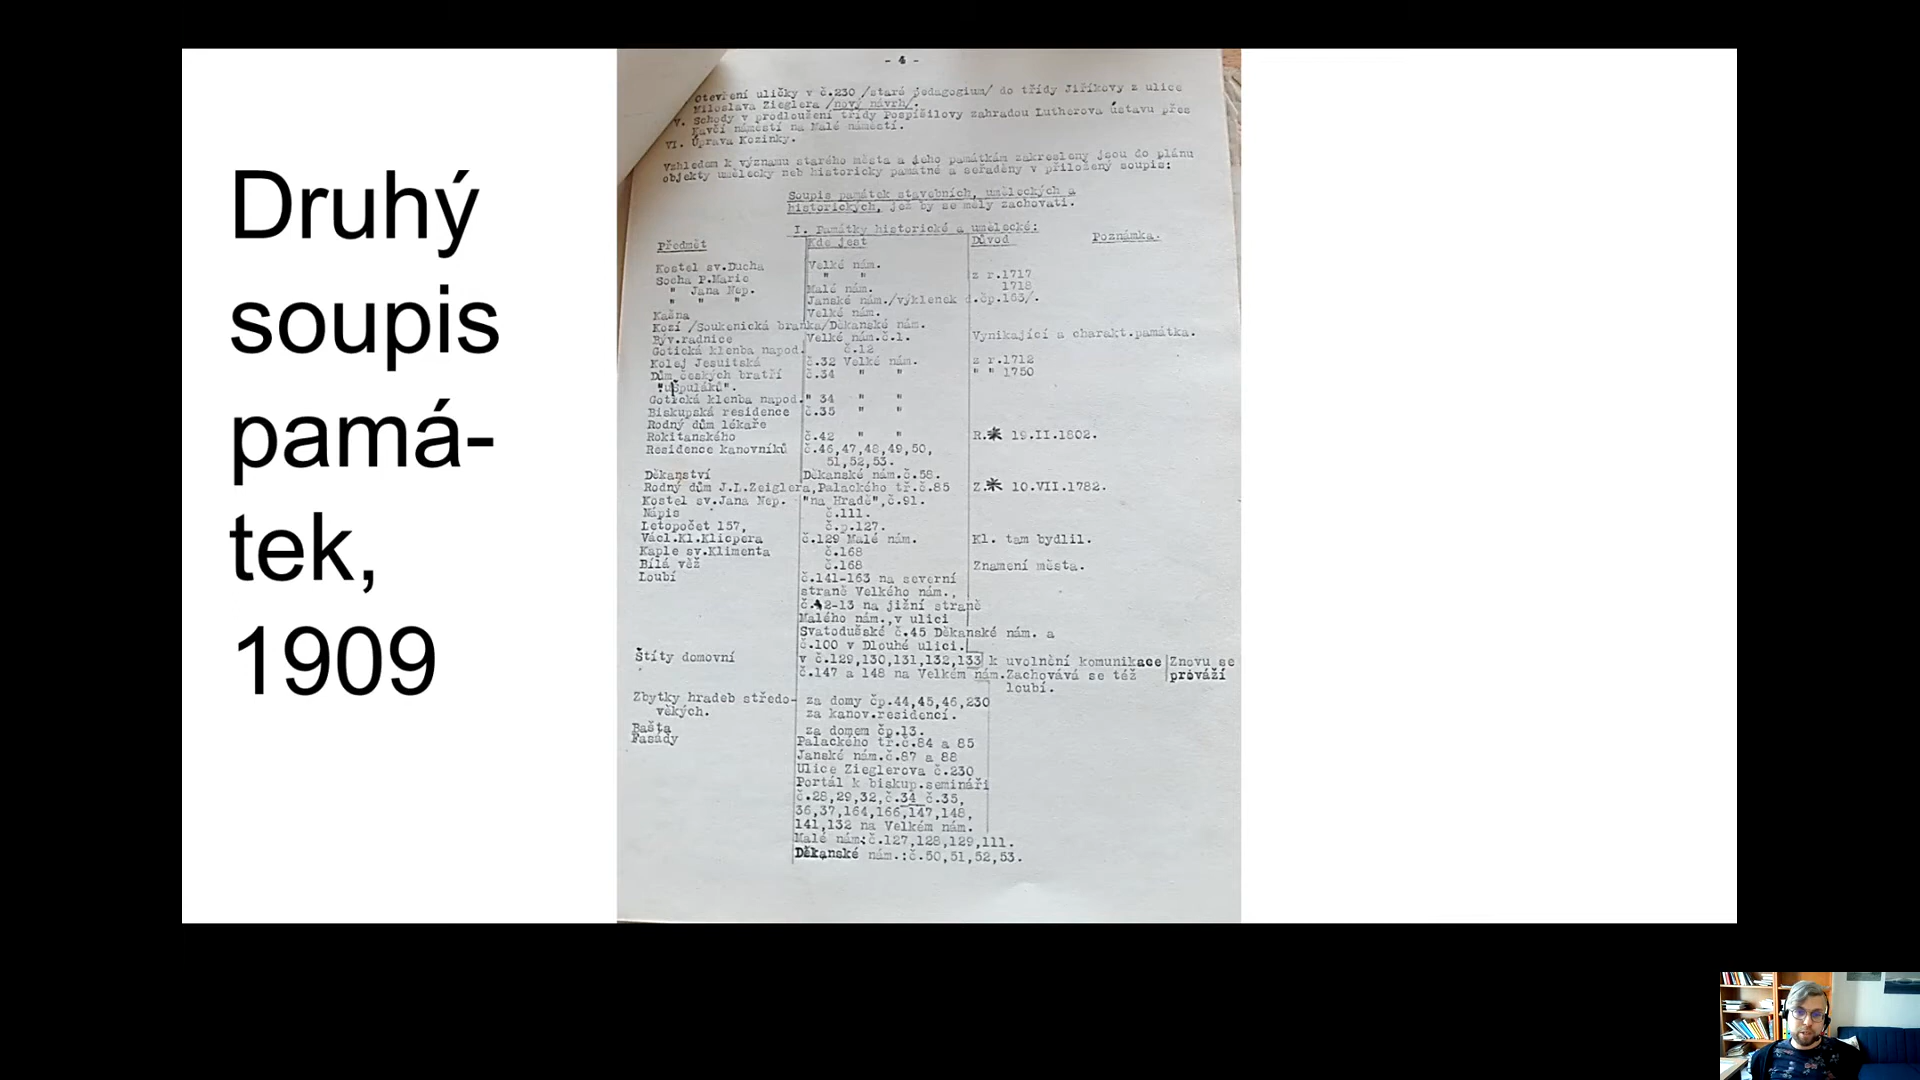 Druhý
soupis
pamá-
tek,
1909
- 4 -
Otevření uličky v č.230 /staré pedagogium/ do třídy Jiříkovy z ulice
Miloslava Zieglera /nový návrh/.
V. Schody v prodloužení třídy Pospíšilovy zahradou Lutherova ústavu přes
Kavčí náměstí na Malé náměstí.
VI. Úprava Kozinky.
Vzhledem k významu starého města a jeho památkám zakresleny jsou do plánu
objekty umělecky neb historicky památné a seřaděny v přiložený soupis:
Soupis památek stavebních, uměleckých a
historických, jež by se měly zachovati.
I. Památky historické a umělecké:
Předmět Kde jest Důvod Poznámka.
Kostel sv.Ducha Velké nám.
Socha P.Marie " " z r.1717
" Jana Nep. Malé nám. 1718
" " " Janské nám./výklenek d.čp.163/.
Kašna Velké nám.
Kozí /Soukenická branka/Děkanské nám.
Býv.radnice Velké nám.č.1. Vynikající a charakt.památka.
Gotická klenba napod. č.12
Kolej Jesuitská č.32 Velké nám. z r.1712
Dům českých bratří č.34 " " " " 1750
"u Špuláků".
Gotická klenba napod." 34 " "
Biskupská residence č.35 " "
Rodný dům lékaře
Rokitanského č.42 " " R.* 19.II.1802.
Residence kanovníků č.46,47,48,49,50,
51,52,53.
Děkanství Děkanské nám.č.58.
Rodný dům J.L.Zeiglera,Palackého tř.č.85 Z.* 10.VII.1782.
Kostel sv.Jana Nep. "na Hradě",č.91.
Nápis č.111.
Letopočet 157, č.p.127.
Václ.Kl.Klicpera č.129 Malé nám. Kl. tam bydlil.
Kaple sv.Klimenta č.168
Bílá věž č.168 Znamení města.
Loubí č.141-163 na severní
straně Velkého nám.,
č. 2-13 na jižní straně
Malého nám.,v ulici
Svatodušské č.45 Děkanské nám. a
č.100 v Dlouhé ulici.
Štíty domovní v č.129,130,131,132,133 k uvolnění komunikace Znovu se
č.147 a 148 na Velkém nám.Zachovává se též prováží
loubí.
Zbytky hradeb středo- za domy čp.44,45,46,230
věkých. za kanov.residencí.
Bašta za domem čp.13.
Fasády Palackého tř.č.84 a 85
Janské nám.č.87 a 88
Ulice Zieglerova č.230
Portál k biskup.semináři
č.28,29,32,č.34 č.35,
36,37,164,166,147,148,
141,132 na Velkém nám.
Malé nám:č.127,128,129,111.
Děkanské nám.:č.50,51,52,53.